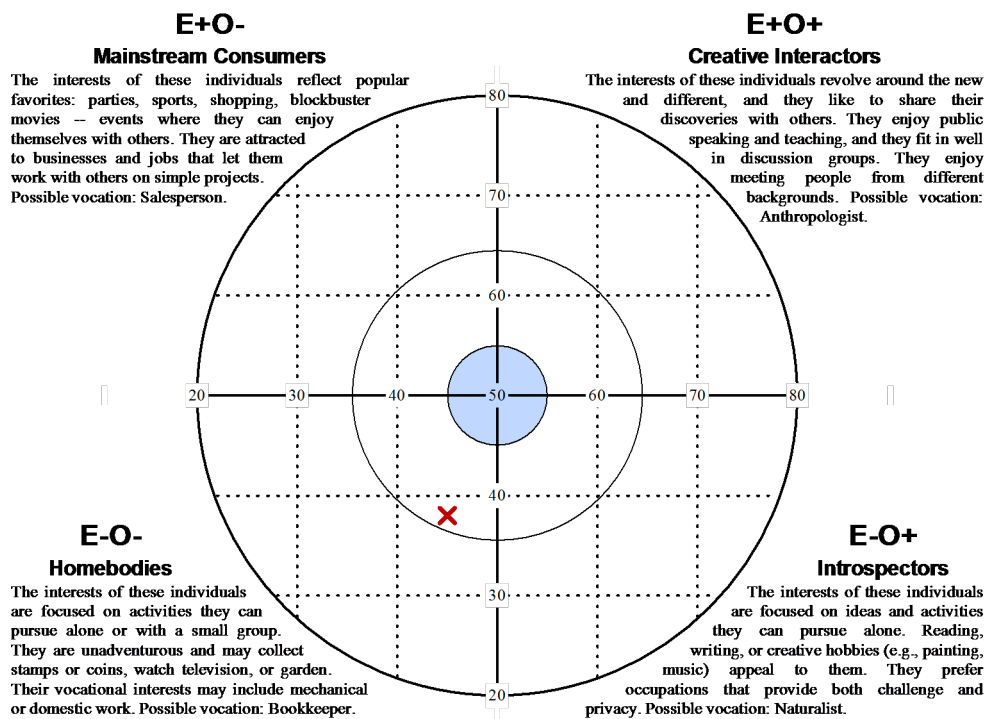 E+O-
Mainstream Consumers
The interests of these individuals reflect popular
favorites: parties, sports, shopping, blockbuster
movies -- events where they can enjoy
themselves with others. They are attracted
to businesses and jobs that let them
work with others on simple projects.
Possible vocation: Salesperson.
E+O+
Creative Interactors
The interests of these individuals revolve around the new
and different, and they like to share their
discoveries with others. They enjoy public
speaking and teaching, and they fit in well
in discussion groups. They enjoy
meeting people from different
backgrounds. Possible vocation:
Anthropologist.
80
70
60
20
30
40
50
60
70
80
40
30
20
E-O-
Homebodies
The interests of these individuals
are focused on activities they can
pursue alone or with a small group.
They are unadventurous and may collect
stamps or coins, watch television, or garden.
Their vocational interests may include mechanical
or domestic work. Possible vocation: Bookkeeper.
E-O+
Introspectors
The interests of these individuals
are focused on ideas and activities
they can pursue alone. Reading,
writing, or creative hobbies (e.g., painting,
music) appeal to them. They prefer
occupations that provide both challenge and
privacy. Possible vocation: Naturalist.